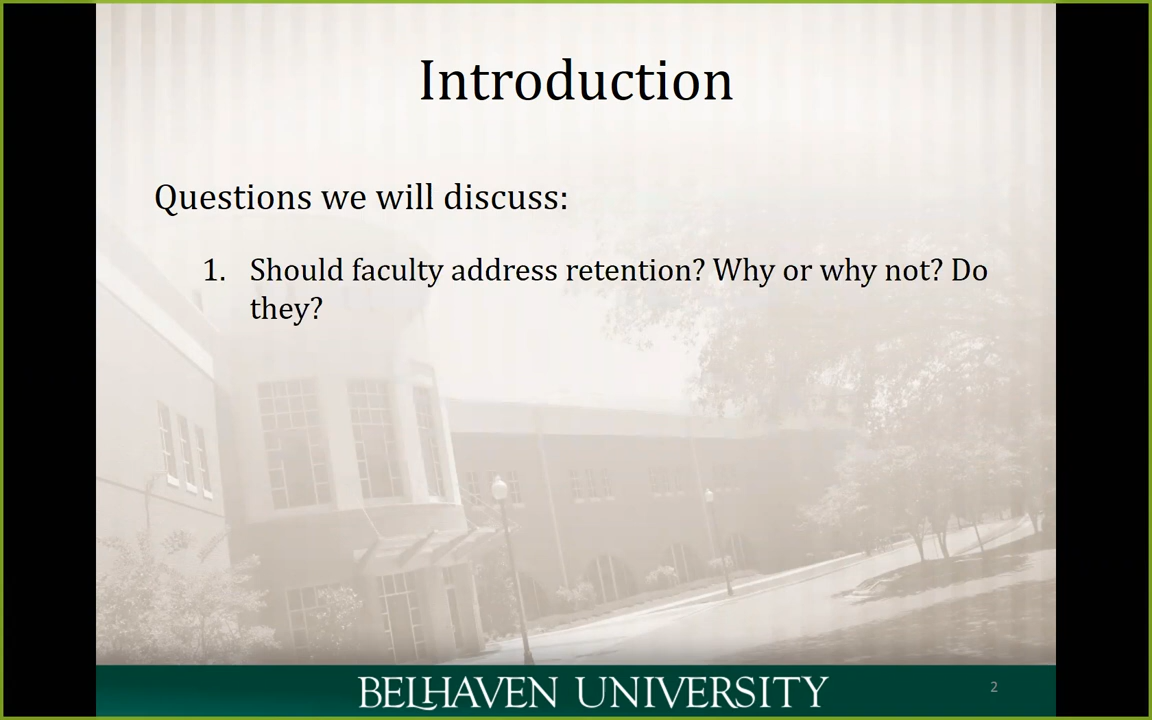 Introduction
Questions we will discuss:
1. Should faculty address retention? Why or why not? Do
they?
BELHAVEN UNIVERSITY
2